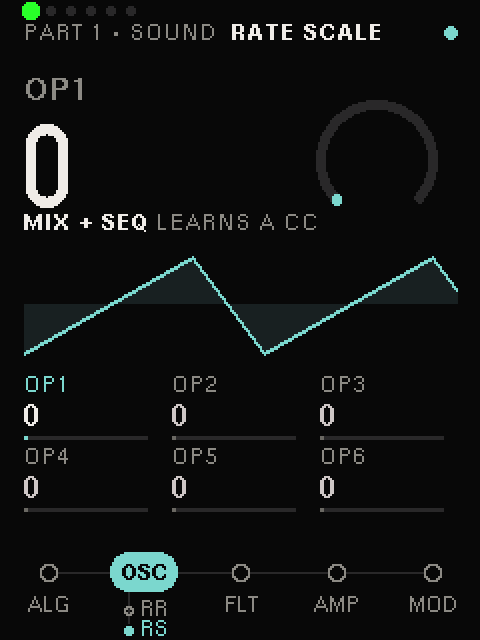 PART 1 · SOUND RATE SCALE
OP1
0
MIX + SEQ LEARNS A CC
OP1 OP2 OP3
0 0 0
OP4 OP5 OP6
0 0 0
OSC
ALG RR FLT AMP MOD
RS